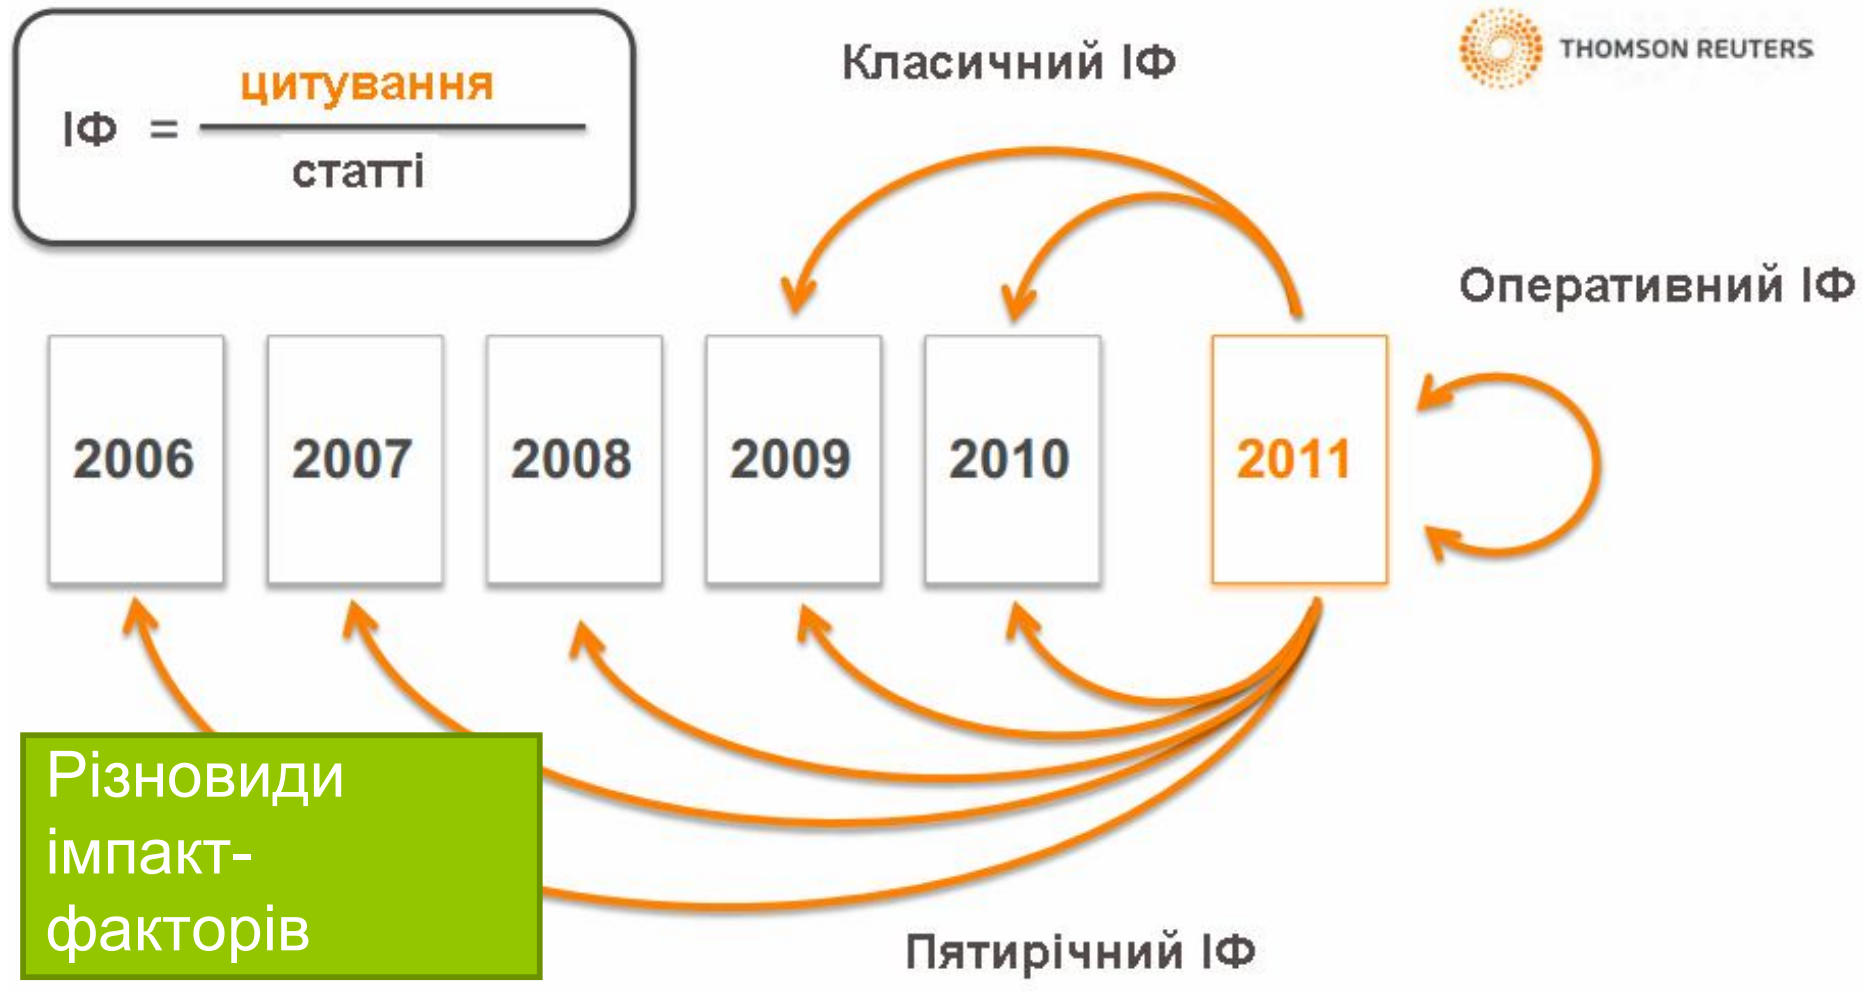 ІФ = цитування
статті
Класичний ІФ
THOMSON REUTERS
Оперативний ІФ
2006 2007 2008 2009 2010 2011
Різновиди
імпакт-
факторів
Пятирічний ІФ